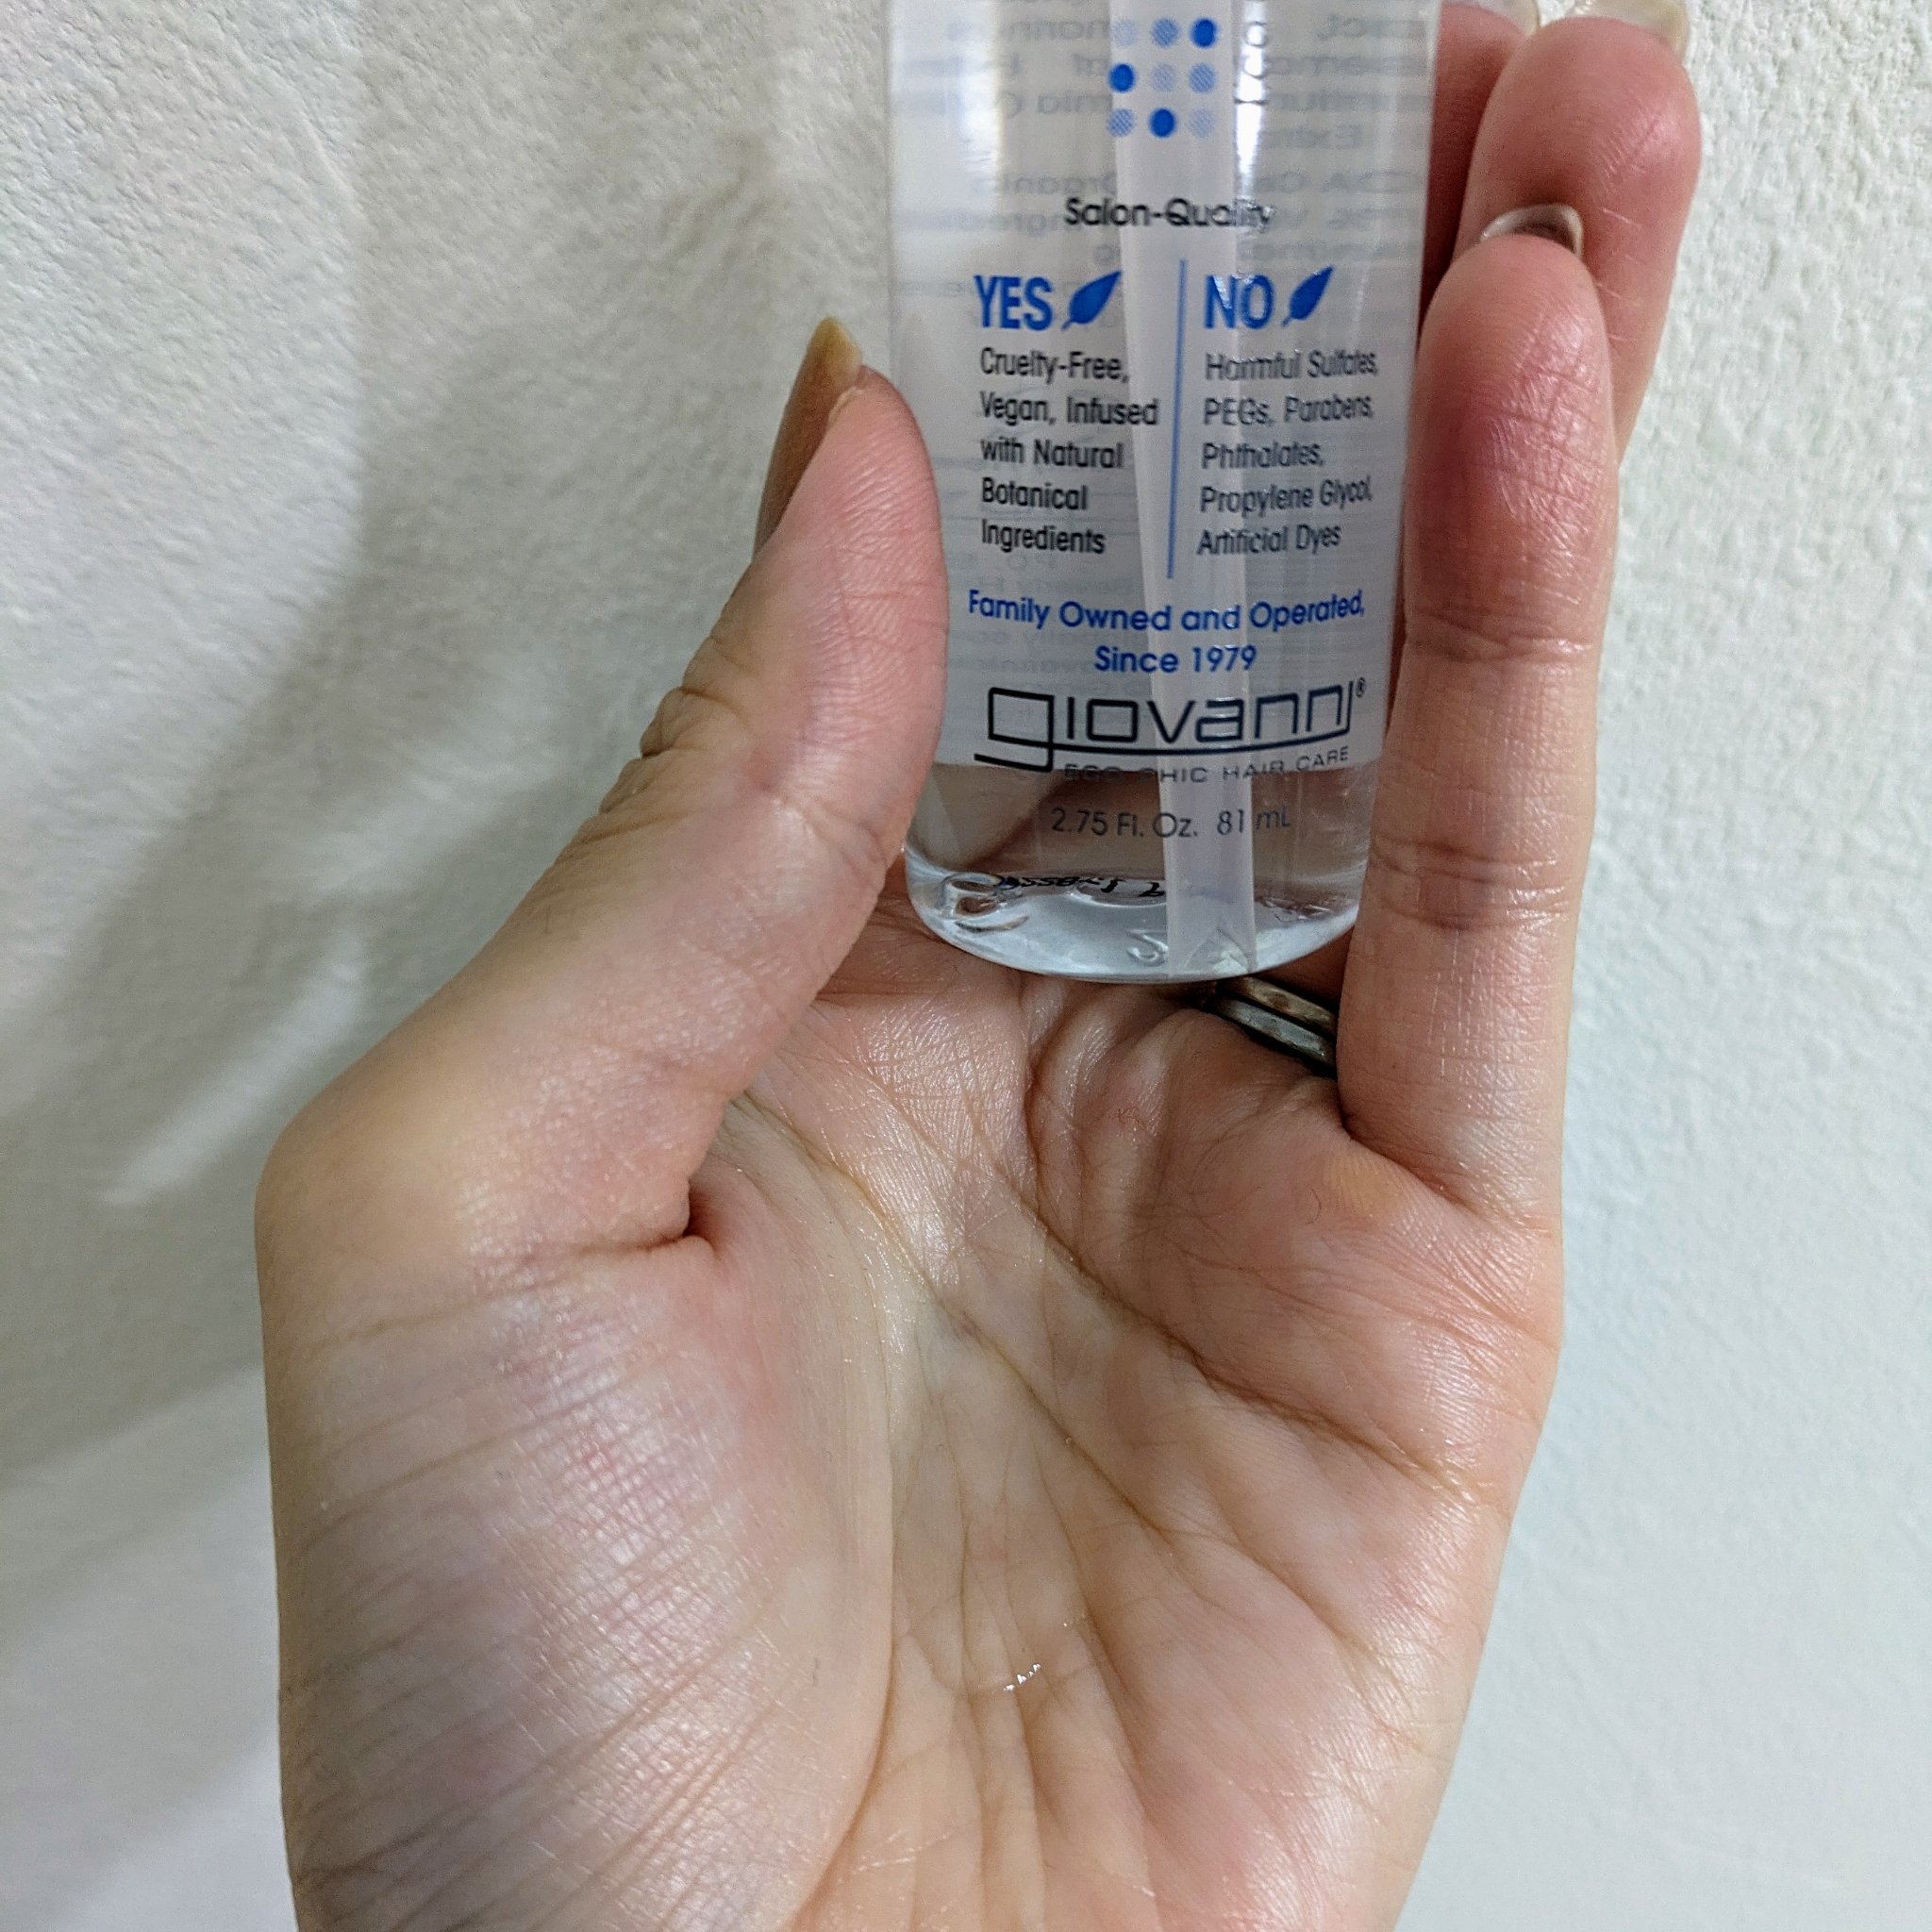 Salon-Quality
YES
Cruelty-Free,
Vegan, Infused
with Natural
Botanical
Ingredients
NO
Harmful Sulfates,
PEGs, Parabens,
Phthalates,
Propylene Glycol,
Artificial Dyes
Family Owned and Operated,
Since 1979
giovanni®
ECO CHIC HAIR CARE
2.75 Fl. Oz. 81 mL